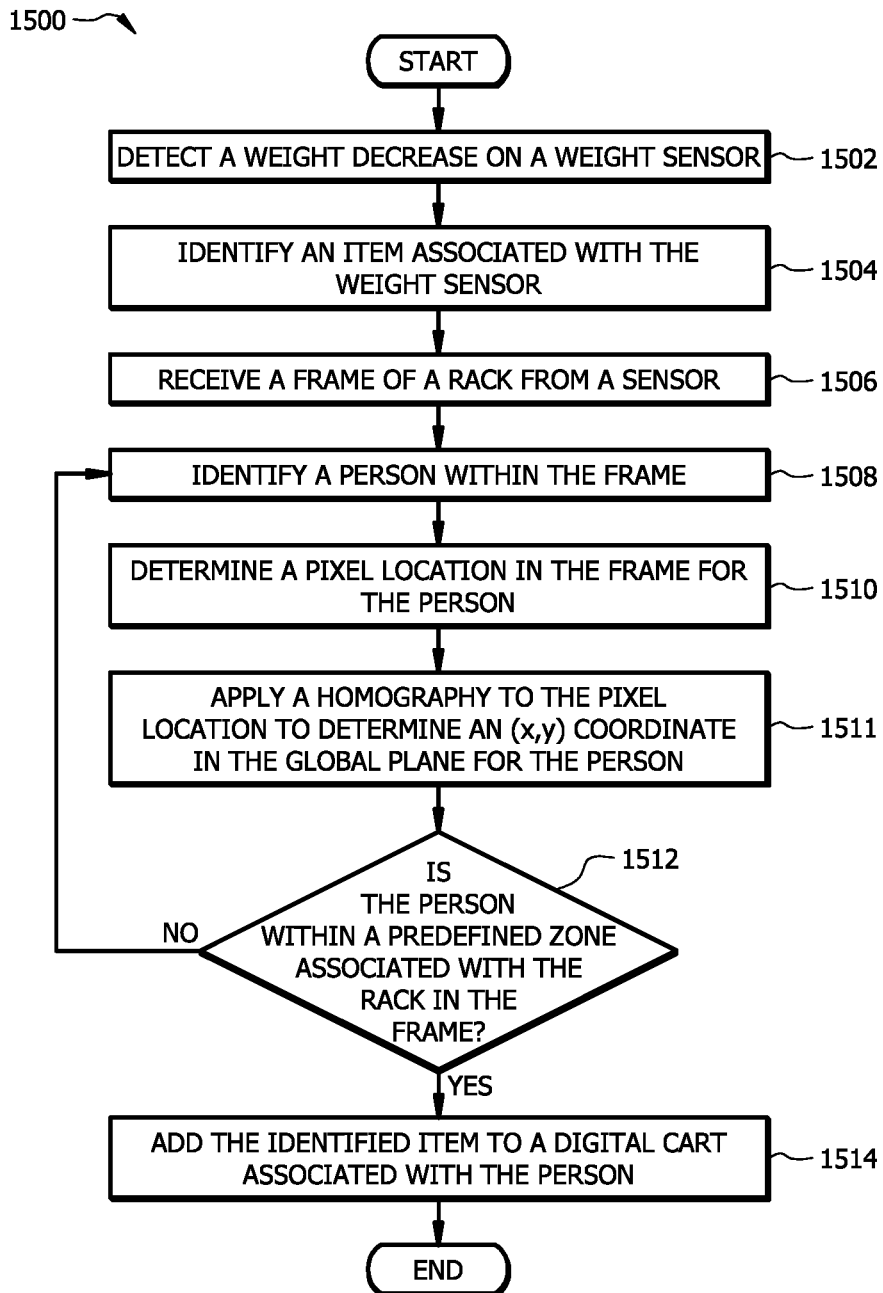 1500
START
DETECT A WEIGHT DECREASE ON A WEIGHT SENSOR
1502
IDENTIFY AN ITEM ASSOCIATED WITH THE
WEIGHT SENSOR
1504
RECEIVE A FRAME OF A RACK FROM A SENSOR
1506
IDENTIFY A PERSON WITHIN THE FRAME
1508
DETERMINE A PIXEL LOCATION IN THE FRAME FOR
THE PERSON
1510
APPLY A HOMOGRAPHY TO THE PIXEL
LOCATION TO DETERMINE AN (x,y) COORDINATE
IN THE GLOBAL PLANE FOR THE PERSON
1511
IS
THE PERSON
WITHIN A PREDEFINED ZONE
ASSOCIATED WITH THE
RACK IN THE
FRAME?
1512
NO
YES
ADD THE IDENTIFIED ITEM TO A DIGITAL CART
ASSOCIATED WITH THE PERSON
1514
END